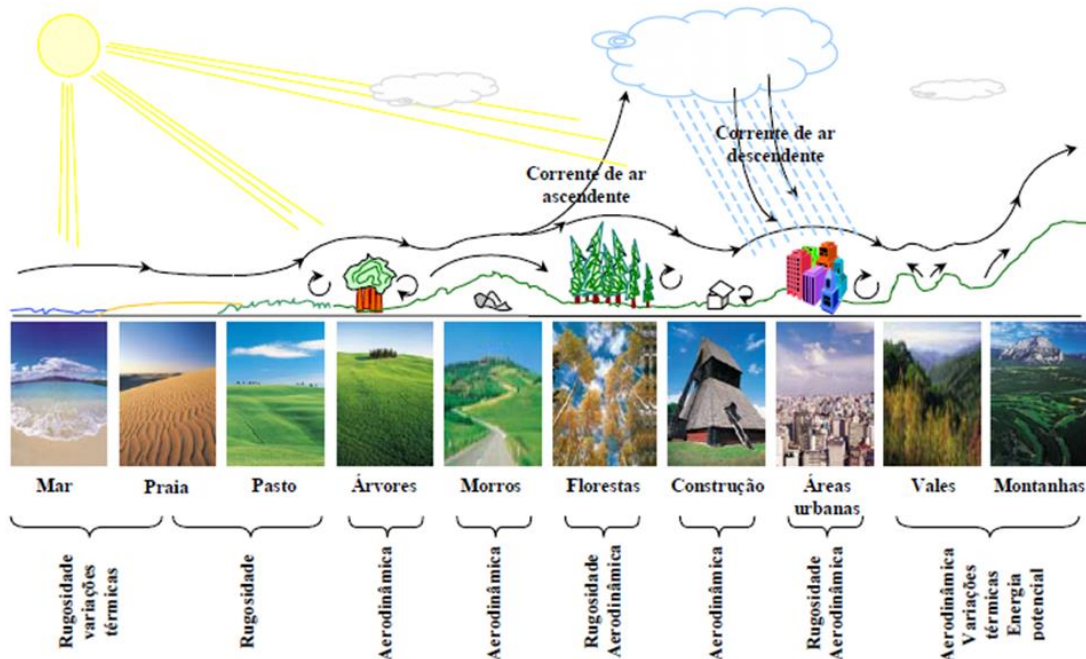 Corrente de ar
ascendente
Corrente de ar
descendente
Mar
Praia
Pasto
Árvores
Morros
Florestas
Construção
Áreas
urbanas
Vales
Montanhas
Rugosidade
variações
térmicas
Rugosidade
Aerodinâmica
Aerodinâmica
Rugosidade
Aerodinâmica
Aerodinâmica
Rugosidade
Aerodinâmica
Aerodinâmica
Variações
térmicas
Energia
potencial